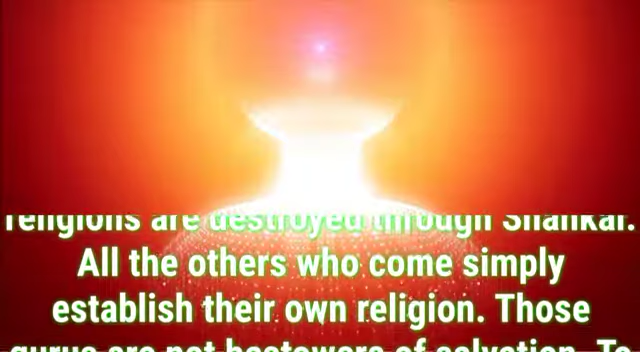 religions are destroyed through Shankar.
All the others who come simply
establish their own religion. Those
gurus are not bestowers of salvation. To